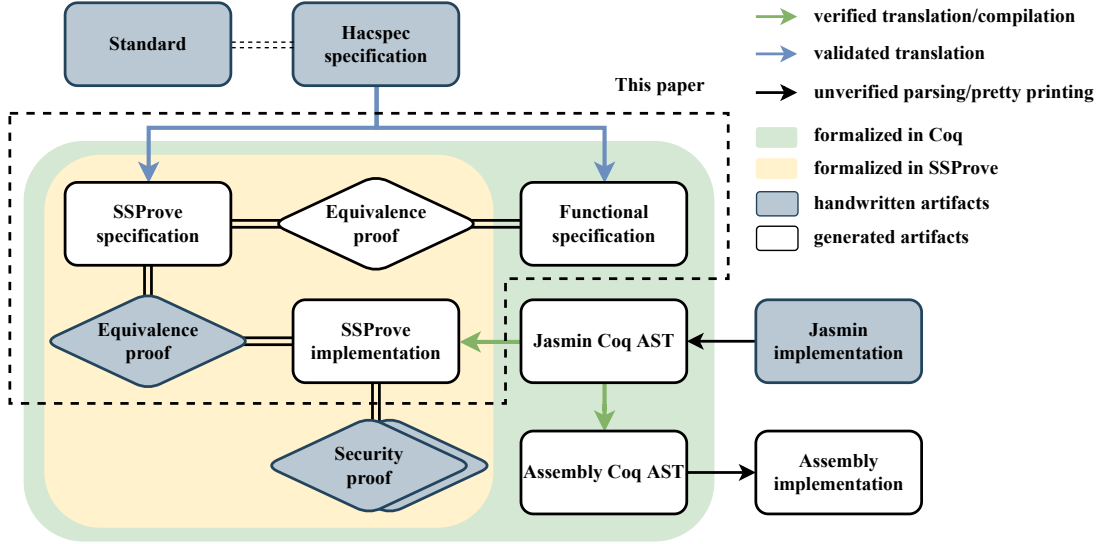 Standard
Hacspec
specification
This paper
SSProve
specification
Equivalence
proof
Functional
specification
Equivalence
proof
SSProve
implementation
Jasmin Coq AST
Jasmin
implementation
Security
proof
Assembly Coq AST
Assembly
implementation
verified translation/compilation
validated translation
unverified parsing/pretty printing
formalized in Coq
formalized in SSProve
handwritten artifacts
generated artifacts